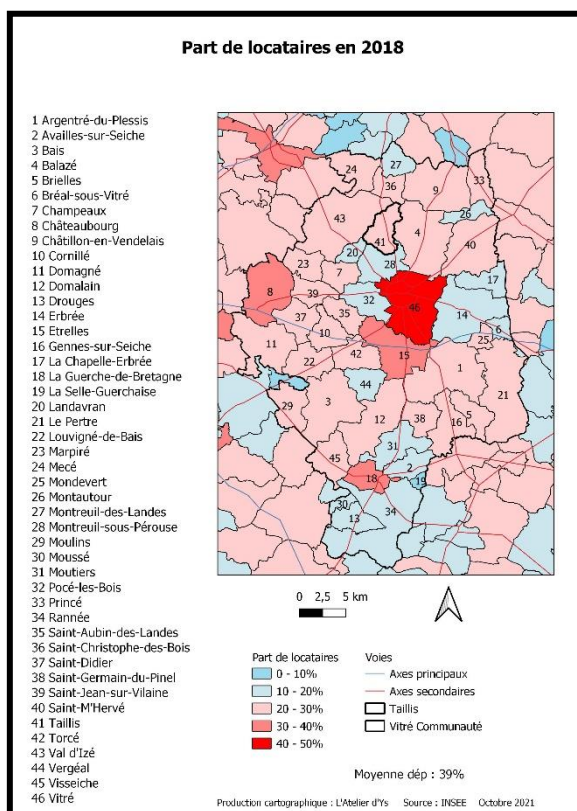 Part de locataires en 2018
1 Argentré-du-Plessis
2 Availles-sur-Seiche
3 Bais
4 Balazé
5 Brielles
6 Bréal-sous-Vitré
7 Champeaux
8 Châteaubourg
9 Châtillon-en-Vendelais
10 Cornillé
11 Domagné
12 Domalain
13 Drouges
14 Erbrée
15 Etrelles
16 Gennes-sur-Seiche
17 La Chapelle-Erbrée
18 La Guerche-de-Bretagne
19 La Selle-Guerchaise
20 Landavran
21 Le Pertre
22 Louvigné-de-Bais
23 Marpiré
24 Mecé
25 Mondevert
26 Montautour
27 Montreuil-des-Landes
28 Montreuil-sous-Pérouse
29 Moulins
30 Moussé
31 Moutiers
32 Pocé-les-Bois
33 Princé
34 Rannée
35 Saint-Aubin-des-Landes
36 Saint-Christophe-des-Bois
37 Saint-Didier
38 Saint-Germain-du-Pinel
39 Saint-Jean-sur-Vilaine
40 Saint-M'Hervé
41 Taillis
42 Torcé
43 Val d'Izé
44 Vergéal
45 Visseiche
46 Vitré
24
27
36
9
33
43
41
4
26
40
20
28
23
7
17
8
39
32
46
14
37
35
6
10
25
11
42
15
22
1
44
21
29
3
12
38
5
16
31
45
2
18
19
30
34
13
0 2,5 5 km
Part de locataires
0 - 10%
10 - 20%
20 - 30%
30 - 40%
40 - 50%
Voies
Axes principaux
Axes secondaires
Taillis
Vitré Communauté
Moyenne dép : 39%
Production cartographique : L'Atelier d'Ys Source : INSEE Octobre 2021